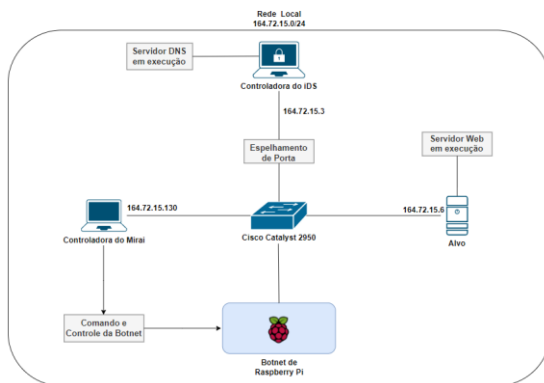 Rede Local
164.72.15.0/24
Servidor DNS
em execução
Controladora do iDS
164.72.15.3
Servidor Web
em execução
Espelhamento
de Porta
164.72.15.130
164.72.15.6
Controladora do Mirai
Cisco Catalyst 2950
Alvo
Comando e
Controle da Botnet
Botnet de
Raspberry Pi